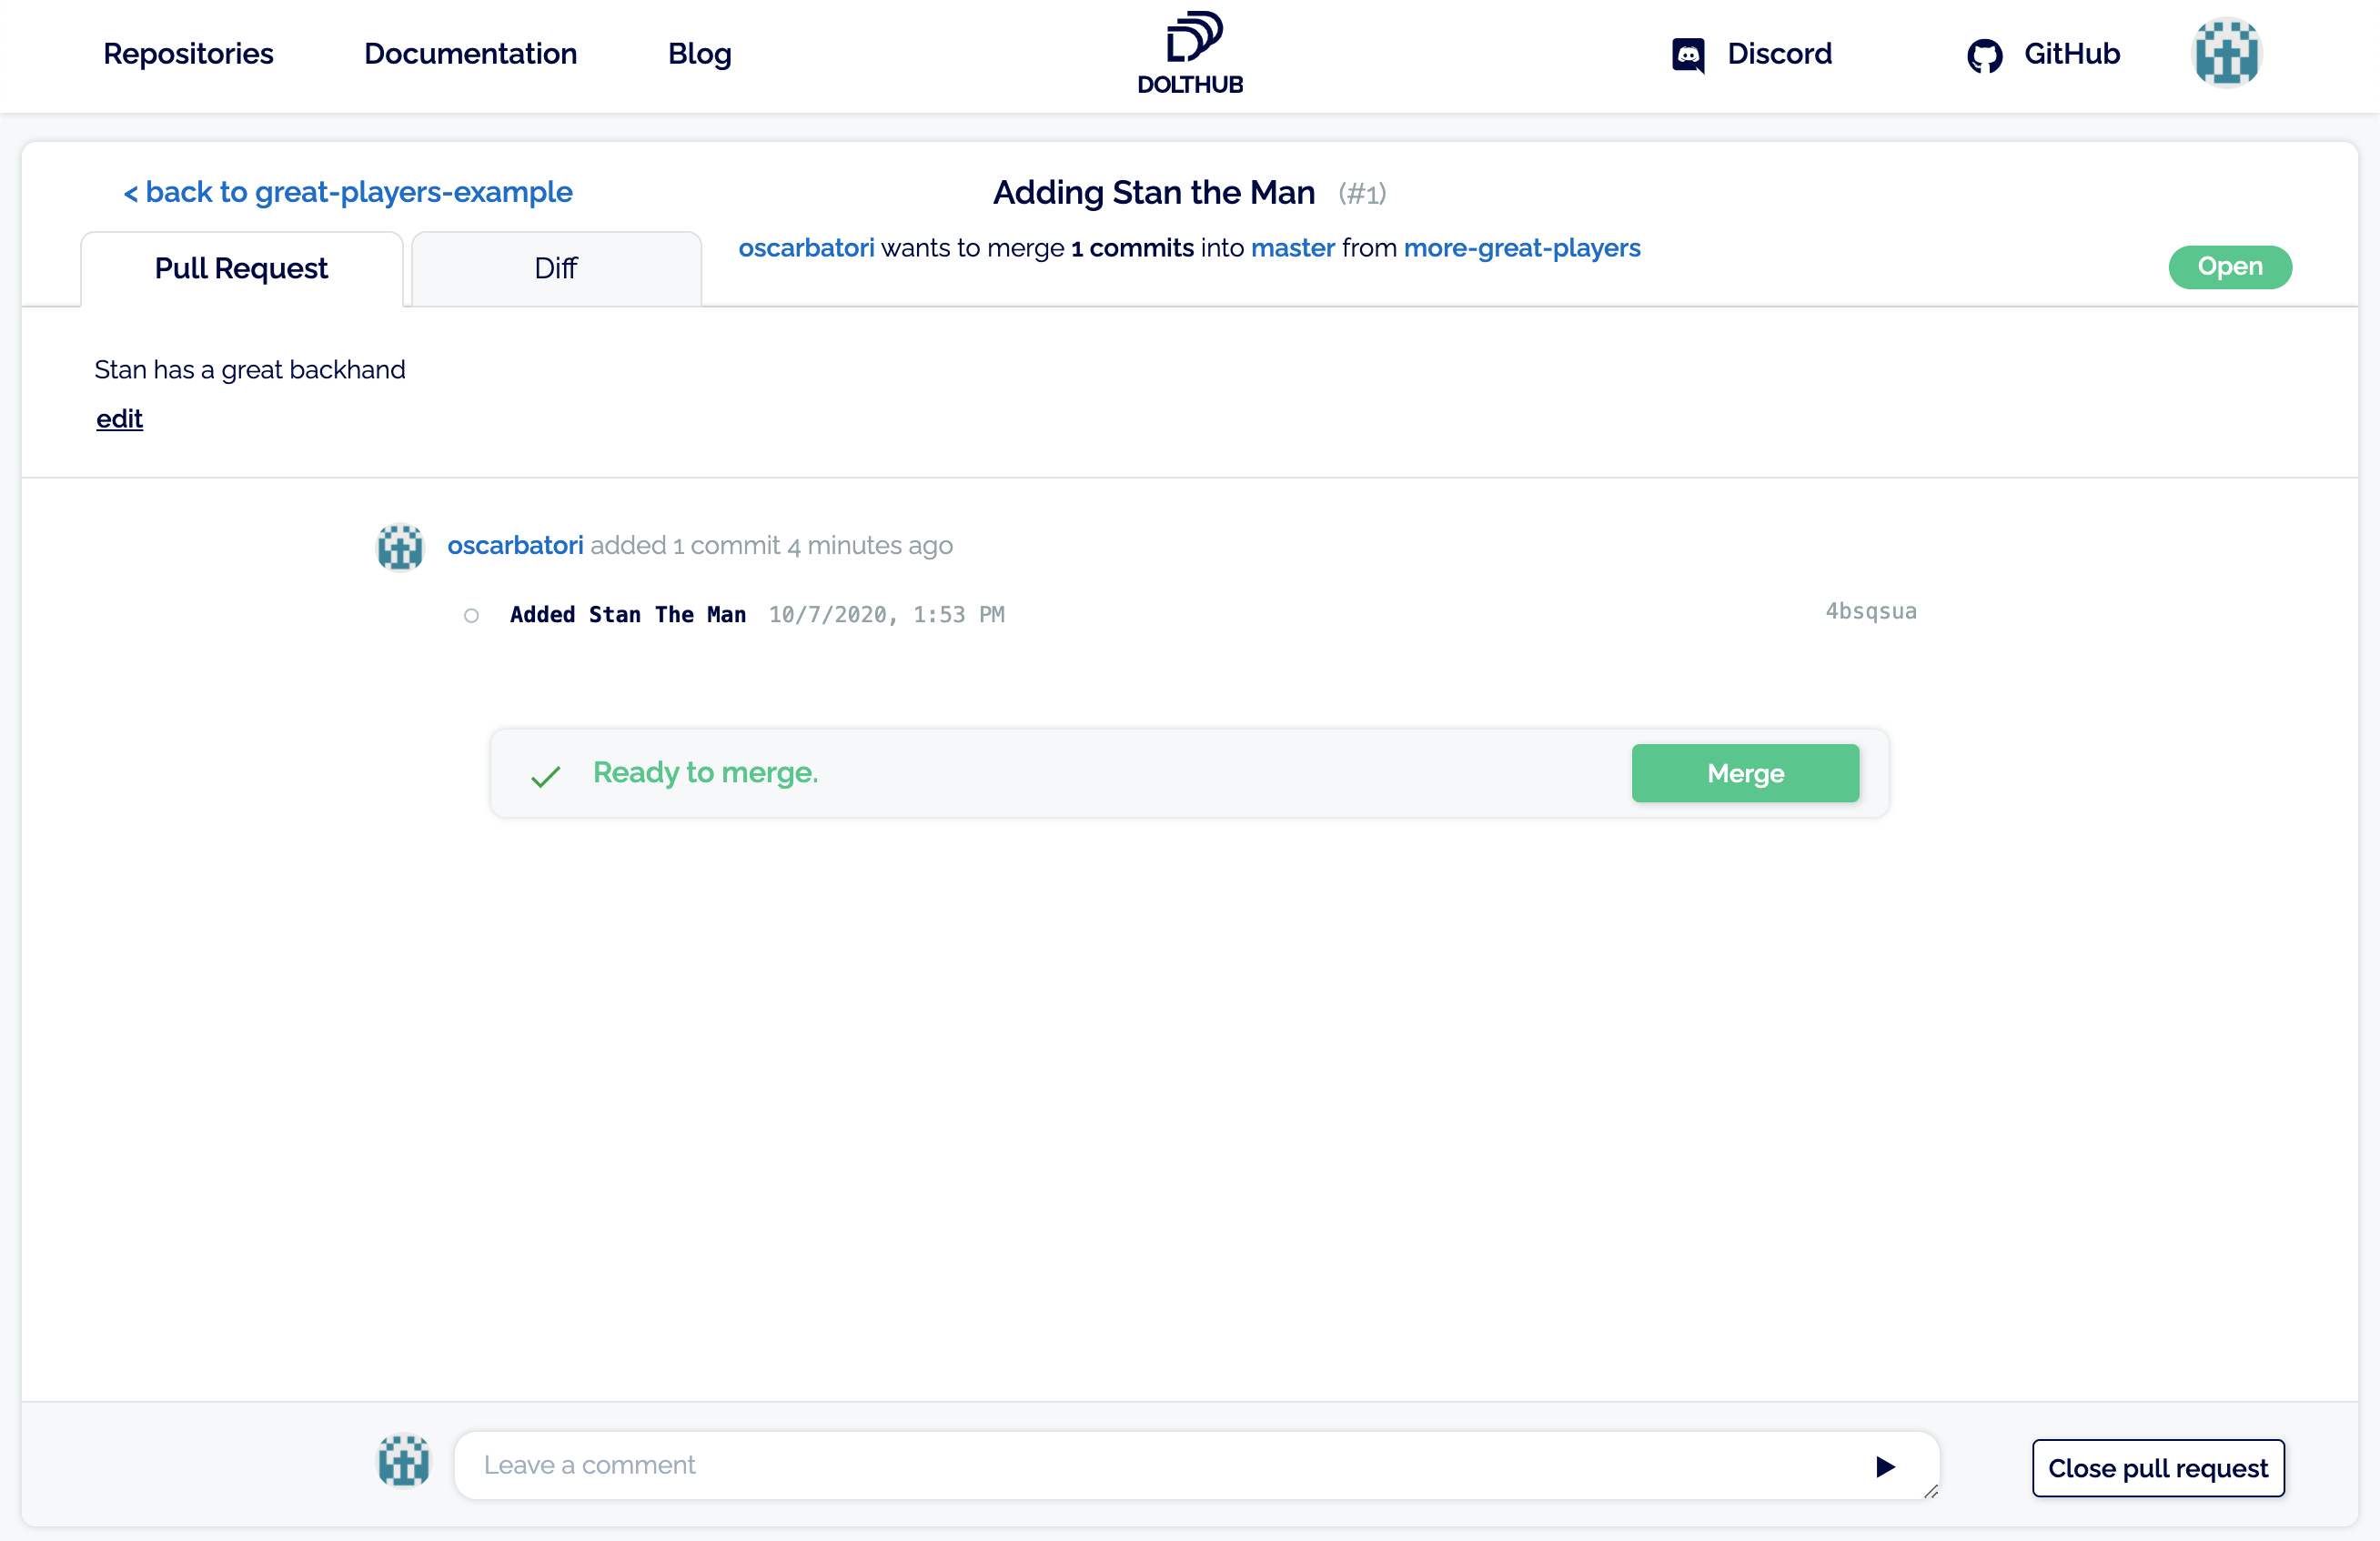 Repositories Documentation Blog DOLTHUB Discord GitHub
< back to great-players-example
Adding Stan the Man (#1)
Pull Request Diff
oscarbatori wants to merge 1 commits into master from more-great-players
Open
Stan has a great backhand
edit
oscarbatori added 1 commit 4 minutes ago
Added Stan The Man 10/7/2020, 1:53 PM 4bsqsua
Ready to merge. Merge
Leave a comment
Close pull request